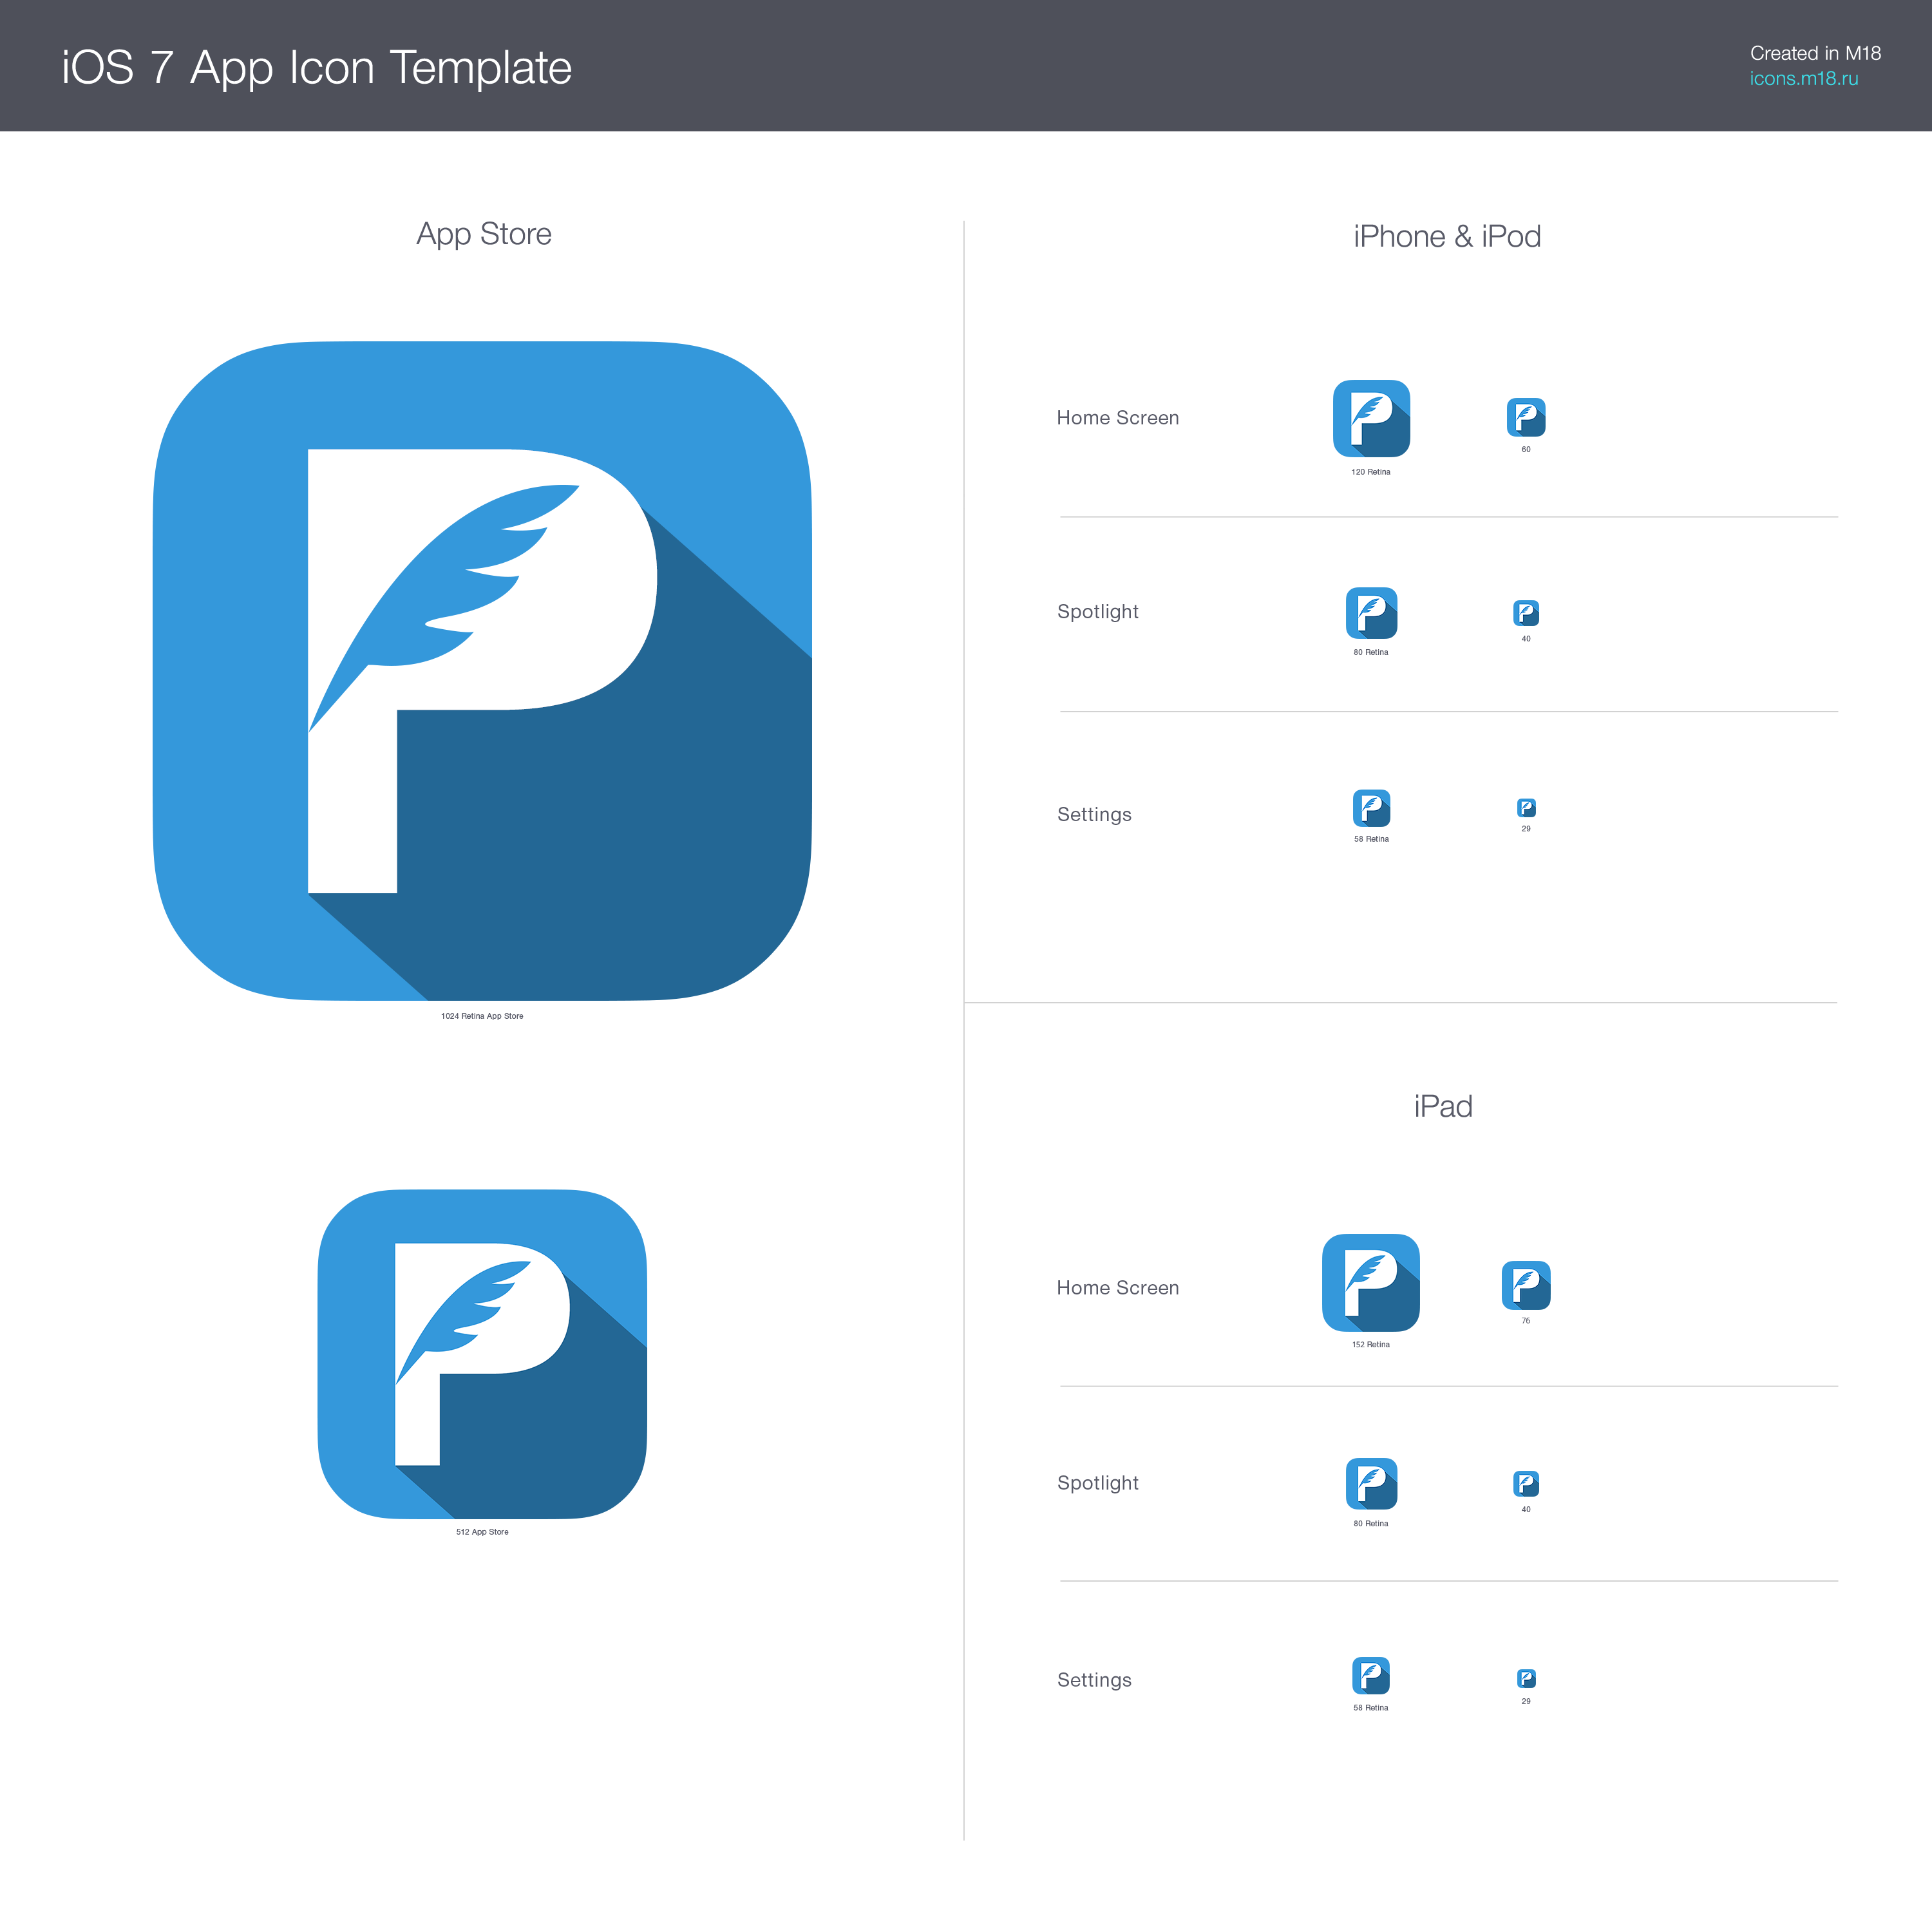 iOS 7 App Icon Template
Created in M18
icons.m18.ru
App Store
P
1024 Retina App Store
P
512 App Store
iPhone & iPod
Home Screen
P
P
120 Retina
60
Spotlight
P
P
80 Retina
40
Settings
P
P
58 Retina
29
iPad
Home Screen
P
P
152 Retina
76
Spotlight
P
P
80 Retina
40
Settings
P
P
58 Retina
29